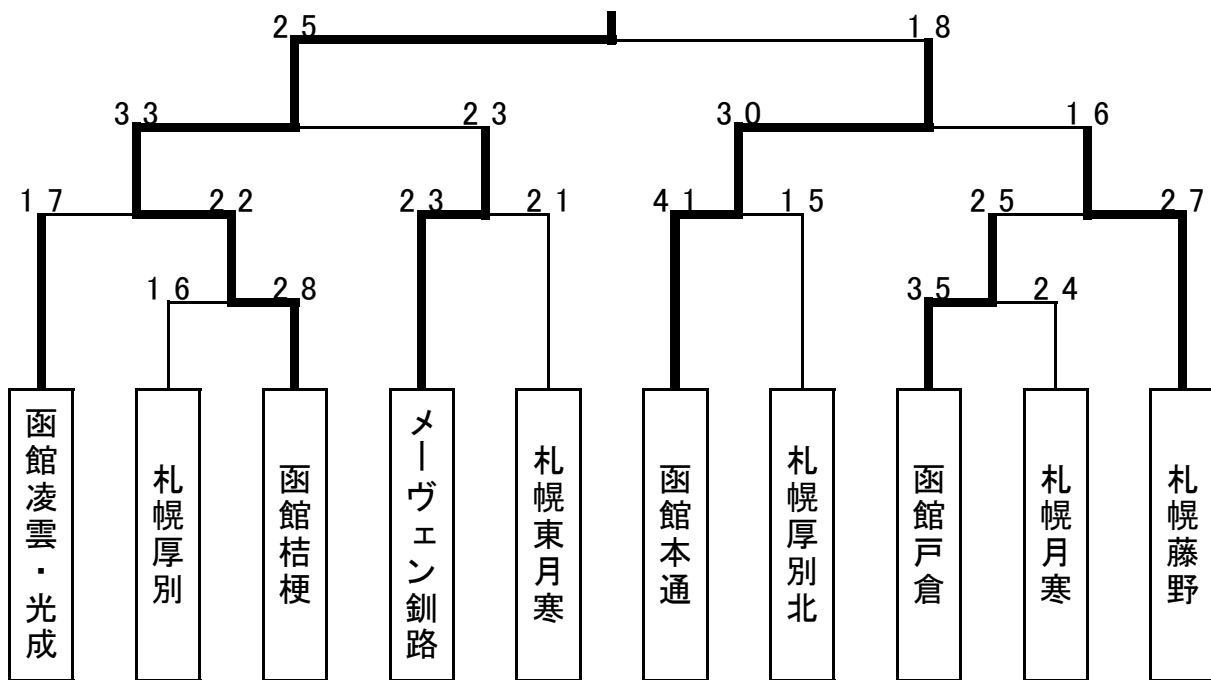 25 18
33 23 30 16
17 22 23 21 41 15 25 27
16 28 35 24
函館凌雲・光成
札幌厚別
函館桔梗
メーヴェン釧路
札幌東月寒
函館本通
札幌厚別北
函館戸倉
札幌月寒
札幌藤野